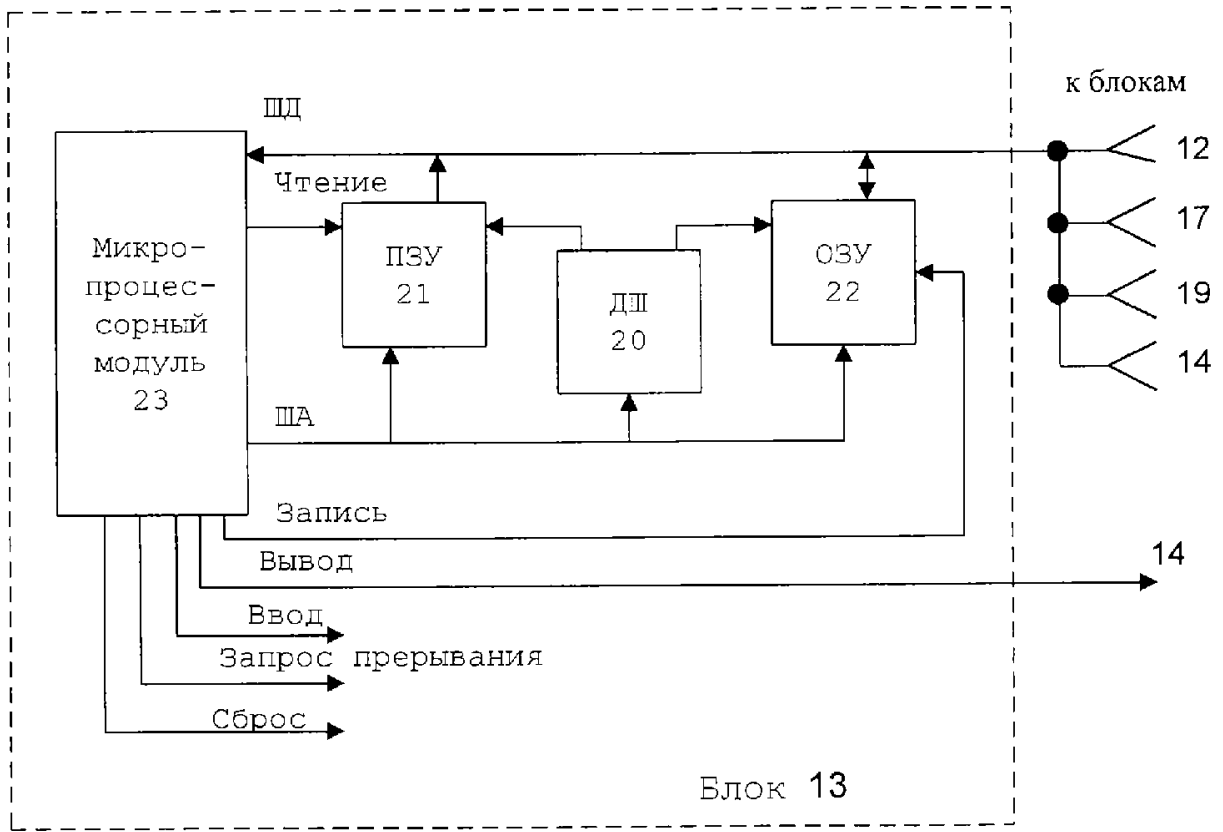 к блокам
ШД
12
Чтение
17
Микро-
процес-
сорный
модуль
23
ПЗУ
21
ДШ
20
ОЗУ
22
19
14
ША
Запись
Вывод
14
Ввод
Запрос прерывания
Сброс
Блок 13